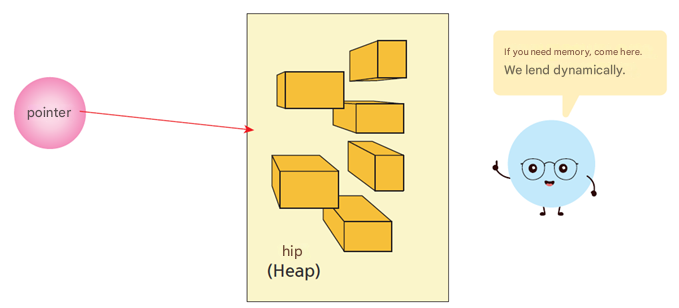 pointer
hip
(Heap)
If you need memory, come here.
We lend dynamically.